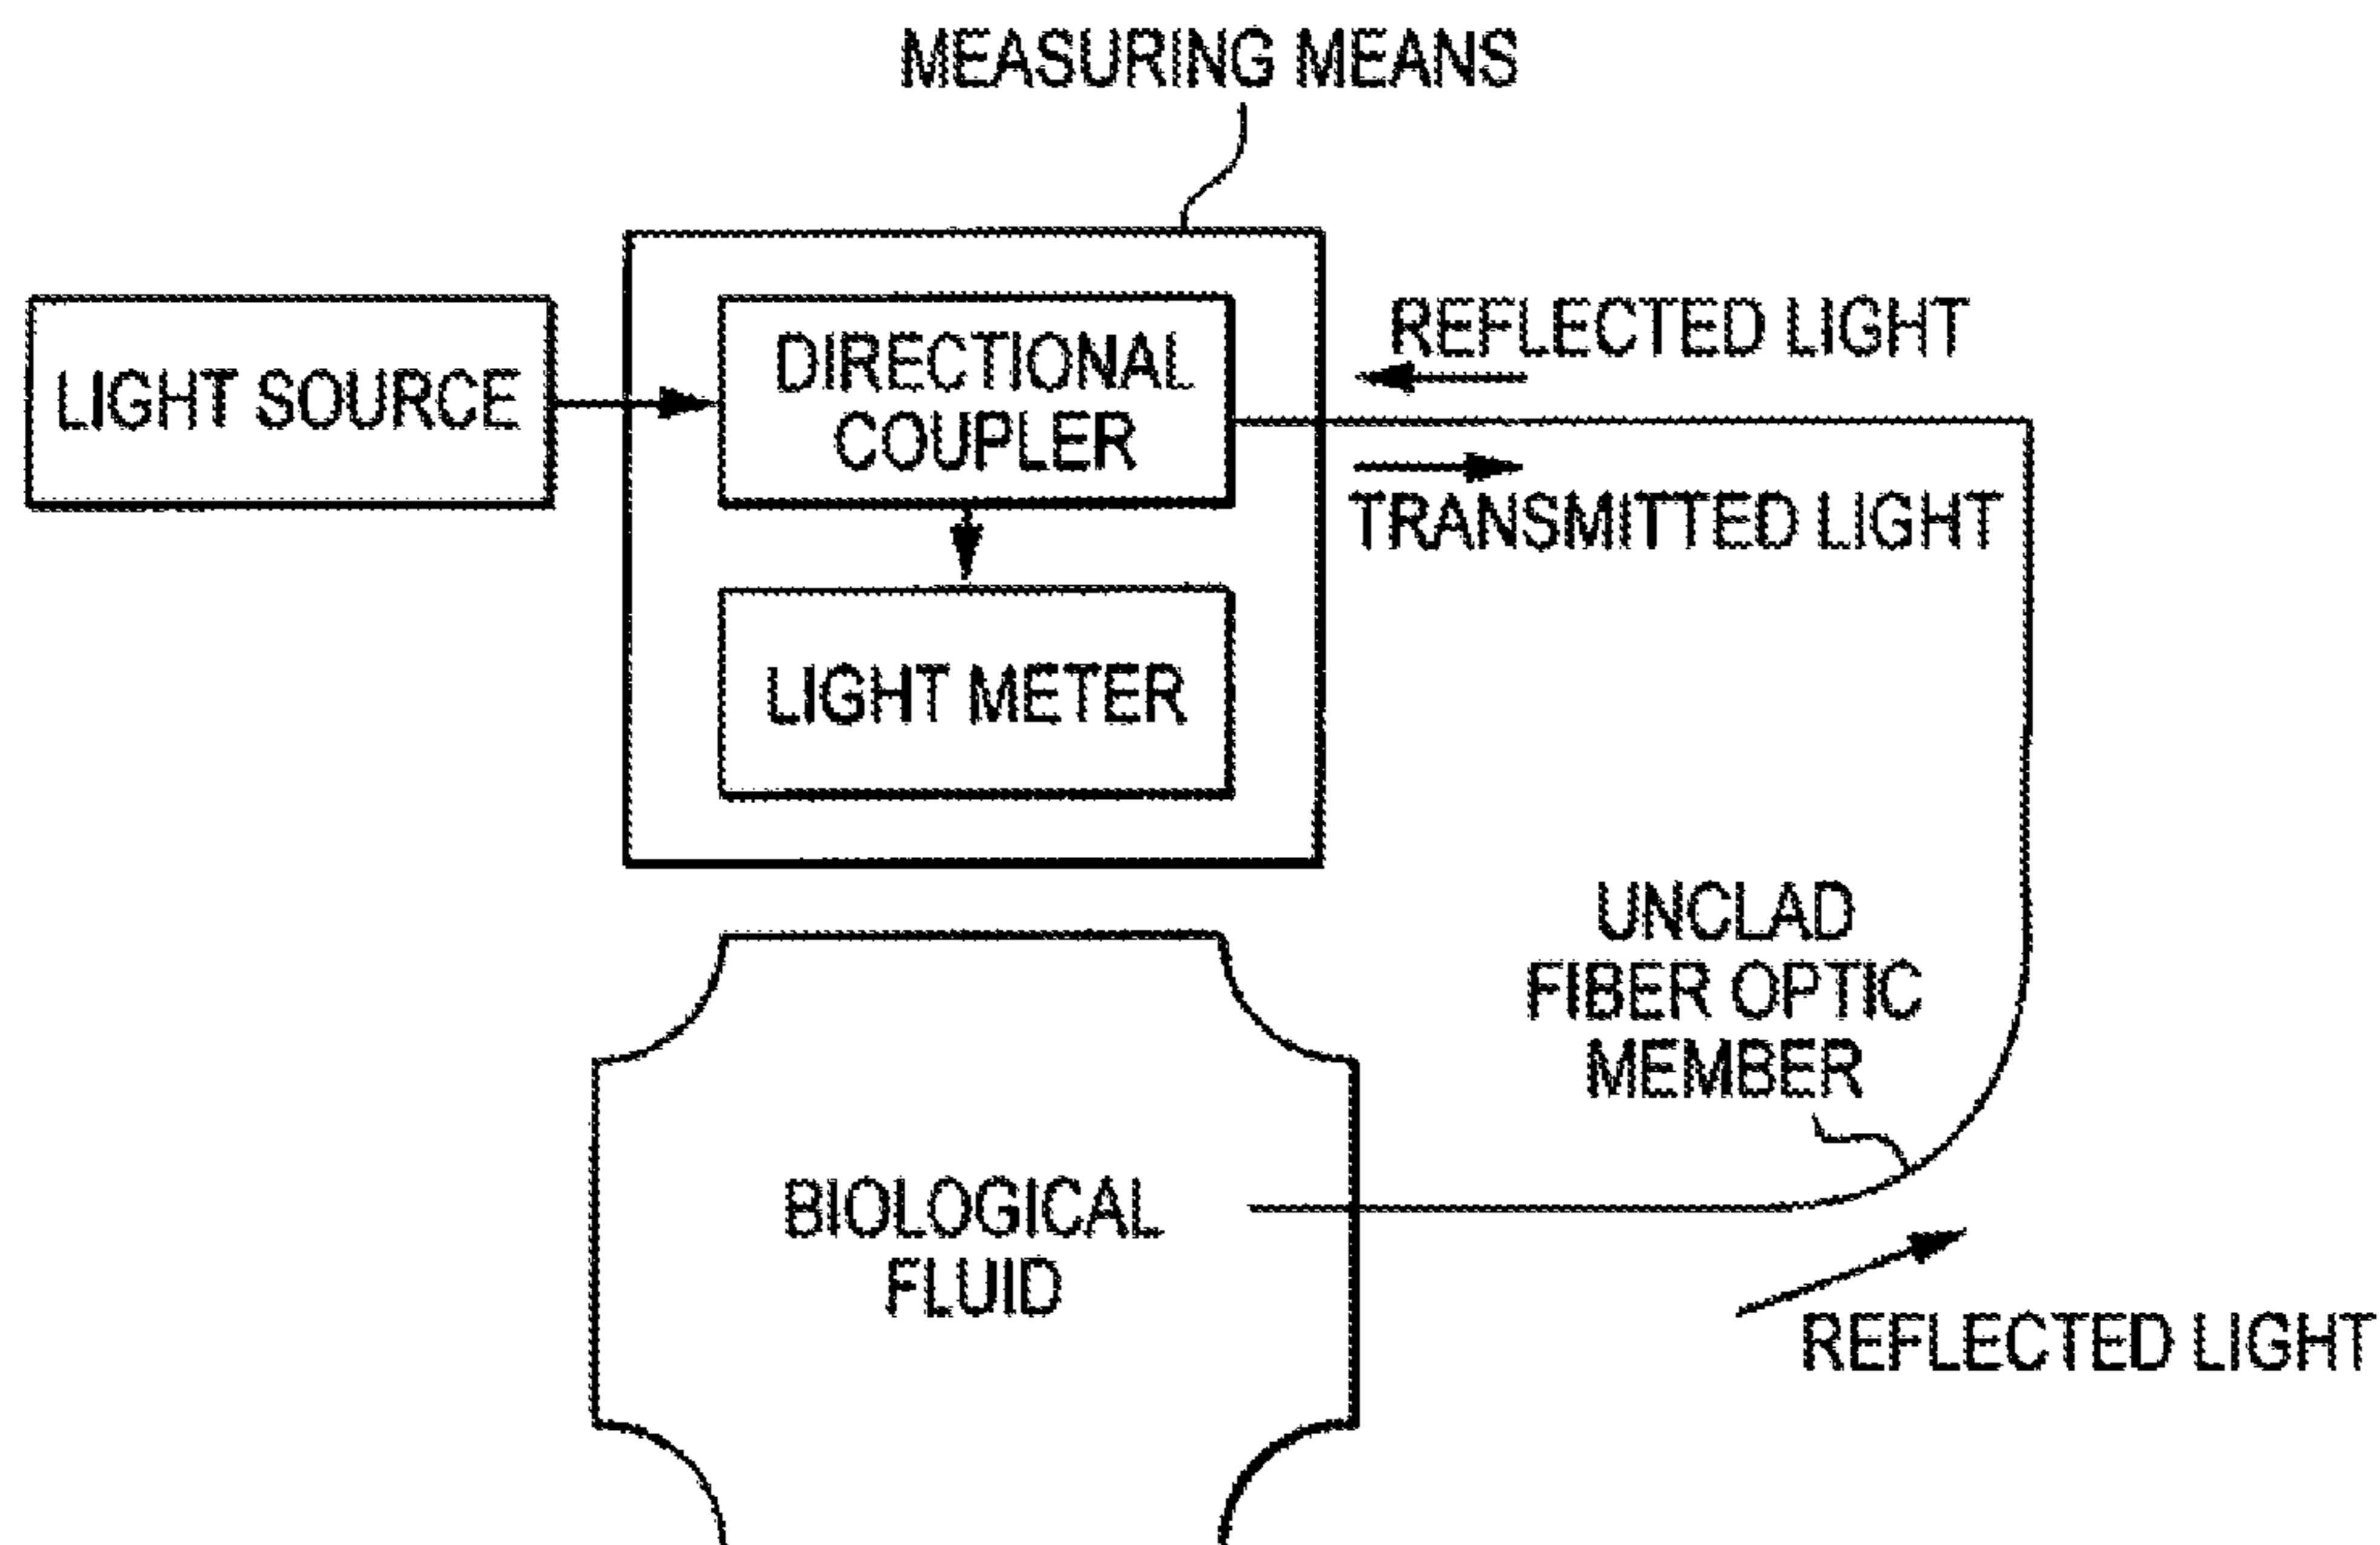 MEASURING MEANS
LIGHT SOURCE
DIRECTIONAL
COUPLER
REFLECTED LIGHT
TRANSMITTED LIGHT
LIGHT METER
UNCLAD
FIBER OPTIC
MEMBER
BIOLOGICAL
FLUID
REFLECTED LIGHT